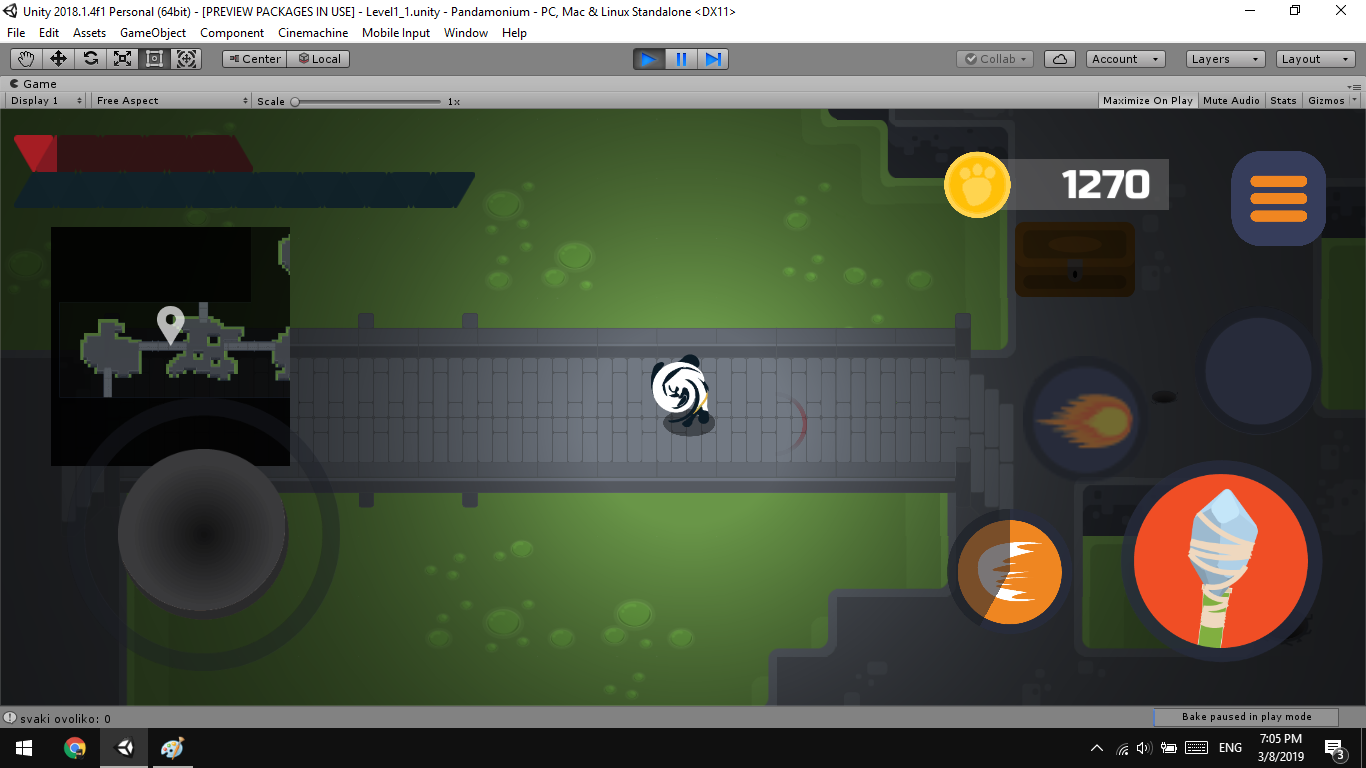 Unity 2018.1.4f1 Personal (64bit) - [PREVIEW PACKAGES IN USE] - Level1_1.unity - Pandamonium - PC, Mac & Linux Standalone <DX11>
File Edit Assets GameObject Component Cinemachine Mobile Input Window Help
Center Local Collab Account Layers Layout
Game
Display 1 Free Aspect Scale 1x Maximize On Play Mute Audio Stats Gizmos
1270
svaki ovoliko: 0 Bake paused in play mode
ENG 7:05 PM
3/8/2019 3